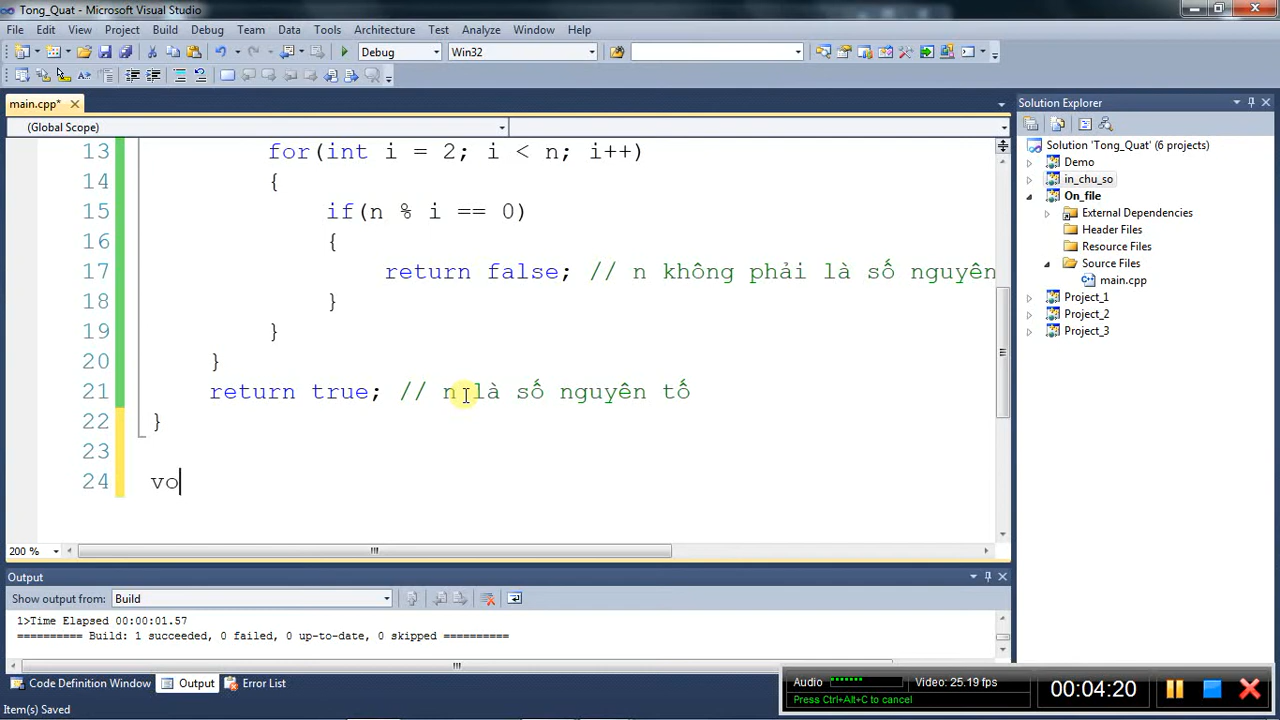 Tong_Quat - Microsoft Visual Studio
File Edit View Project Build Debug Team Data Tools Architecture Test Analyze Window Help
Debug Win32
main.cpp*
(Global Scope)
13 for(int i = 2; i < n; i++)
14 {
15 if(n % i == 0)
16 {
17 return false; // n không phải là số nguyên
18 }
19 }
20 }
21 return true; // n là số nguyên tố
22 }
23
24 vo
200 %
Solution Explorer
Solution 'Tong_Quat' (6 projects)
Demo
in_chu_so
On_file
External Dependencies
Header Files
Resource Files
Source Files
main.cpp
Project_1
Project_2
Project_3
Output
Show output from: Build
1>Time Elapsed 00:00:01.57
========== Build: 1 succeeded, 0 failed, 0 up-to-date, 0 skipped ==========
Code Definition Window Output Error List
Item(s) Saved
Audio Video: 25.19 fps
Press Ctrl+Alt+C to cancel
00:04:20